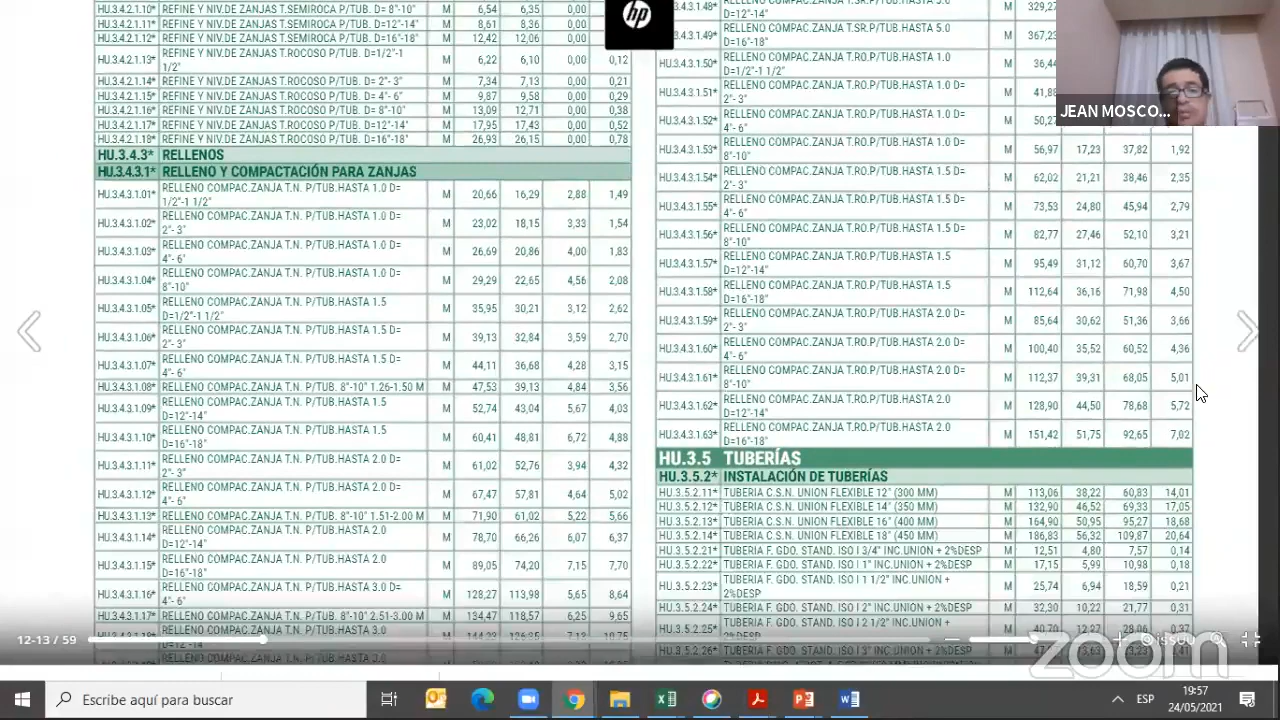 HU.3.4.2.1.10* REFINE Y NIV.DE ZANJAS T.SEMIROCA P/TUB. D= 8"-10" M 6,54 6,35 0,00
HU.3.4.2.1.11* REFINE Y NIV.DE ZANJAS T.SEMIROCA P/TUB. D=12"-14" M 8,61 8,36 0,00
HU.3.4.2.1.12* REFINE Y NIV.DE ZANJAS T.SEMIROCA P/TUB. D=16"-18" M 12,42 12,06 0,00
HU.3.4.2.1.13* REFINE Y NIV.DE ZANJAS T.ROCOSO P/TUB. D=1/2"-1 M 6,22 6,10 0,00 0,12
1/2"
HU.3.4.2.1.14* REFINE Y NIV.DE ZANJAS T.ROCOSO P/TUB. D= 2"- 3" M 7,34 7,13 0,00 0,21
HU.3.4.2.1.15* REFINE Y NIV.DE ZANJAS T.ROCOSO P/TUB. D= 4"- 6" M 9,87 9,58 0,00 0,29
HU.3.4.2.1.16* REFINE Y NIV.DE ZANJAS T.ROCOSO P/TUB. D= 8"-10" M 13,09 12,71 0,00 0,38
HU.3.4.2.1.17* REFINE Y NIV.DE ZANJAS T.ROCOSO P/TUB. D=12"-14" M 17,95 17,43 0,00 0,52
HU.3.4.2.1.18* REFINE Y NIV.DE ZANJAS T.ROCOSO P/TUB. D=16"-18" M 26,93 26,15 0,00 0,78
HU.3.4.3* RELLENOS
HU.3.4.3.1* RELLENO Y COMPACTACIÓN PARA ZANJAS
HU.3.4.3.1.01* RELLENO COMPAC.ZANJA T.N. P/TUB.HASTA 1.0 D= M 20,66 16,29 2,88 1,49
1/2"-1 1/2"
HU.3.4.3.1.02* RELLENO COMPAC.ZANJA T.N. P/TUB.HASTA 1.0 D= M 23,02 18,15 3,33 1,54
2"- 3"
HU.3.4.3.1.03* RELLENO COMPAC.ZANJA T.N. P/TUB.HASTA 1.0 D= M 26,69 20,86 4,00 1,83
4"- 6"
HU.3.4.3.1.04* RELLENO COMPAC.ZANJA T.N. P/TUB.HASTA 1.0 D= M 29,29 22,65 4,56 2,08
8"-10"
HU.3.4.3.1.05* RELLENO COMPAC.ZANJA T.N. P/TUB.HASTA 1.5 M 35,95 30,21 3,12 2,62
D=1/2"-1 1/2"
HU.3.4.3.1.06* RELLENO COMPAC.ZANJA T.N. P/TUB.HASTA 1.5 D= M 39,13 32,84 3,59 2,70
2"- 3"
HU.3.4.3.1.07* RELLENO COMPAC.ZANJA T.N. P/TUB.HASTA 1.5 D= M 44,11 36,68 4,28 3,15
4"- 6"
HU.3.4.3.1.08* RELLENO COMPAC.ZANJA T.N. P/TUB. 8"-10" 1.26-1.50 M M 47,53 39,13 4,84 3,56
HU.3.4.3.1.09* RELLENO COMPAC.ZANJA T.N. P/TUB.HASTA 1.5 M 52,74 43,04 5,67 4,03
D=12"-14"
HU.3.4.3.1.10* RELLENO COMPAC.ZANJA T.N. P/TUB.HASTA 1.5 M 60,41 48,81 6,72 4,88
D=16"-18"
HU.3.4.3.1.11* RELLENO COMPAC.ZANJA T.N. P/TUB.HASTA 2.0 D= M 61,02 52,76 3,94 4,32
2"- 3"
HU.3.4.3.1.12* RELLENO COMPAC.ZANJA T.N. P/TUB.HASTA 2.0 D= M 67,47 57,81 4,64 5,02
4"- 6"
HU.3.4.3.1.13* RELLENO COMPAC.ZANJA T.N. P/TUB. 8"-10" 1.51-2.00 M M 71,90 61,02 5,22 5,66
HU.3.4.3.1.14* RELLENO COMPAC.ZANJA T.N. P/TUB.HASTA 2.0 M 78,70 66,26 6,07 6,37
D=12"-14"
HU.3.4.3.1.15* RELLENO COMPAC.ZANJA T.N. P/TUB.HASTA 2.0 M 89,05 74,20 7,15 7,70
D=16"-18"
HU.3.4.3.1.16* RELLENO COMPAC.ZANJA T.N. P/TUB.HASTA 3.0 D= M 128,27 113,98 5,65 8,64
4"- 6"
HU.3.4.3.1.17* RELLENO COMPAC.ZANJA T.N. P/TUB. 8"-10" 2.51-3.00 M M 134,47 118,57 6,25 9,65
RELLENO COMPAC.ZANJA T.N. P/TUB.HASTA 3.0
hp
HU.3.4.3.1.48* M
D=12"-14"
HU.3.4.3.1.49* RELLENO COMPAC.ZANJA T.SR.P/TUB.HASTA 5.0 M
D=16"-18"
HU.3.4.3.1.50* RELLENO COMPAC.ZANJA T.RO.P/TUB.HASTA 1.0 M
D=1/2"-1 1/2"
HU.3.4.3.1.51* RELLENO COMPAC.ZANJA T.RO.P/TUB.HASTA 1.0 D= M
2"- 3"
HU.3.4.3.1.52* RELLENO COMPAC.ZANJA T.RO.P/TUB.HASTA 1.0 D= M
4"- 6"
HU.3.4.3.1.53* RELLENO COMPAC.ZANJA T.RO.P/TUB.HASTA 1.0 D= M 56,97 17,23 37,82 1,92
8"-10"
HU.3.4.3.1.54* RELLENO COMPAC.ZANJA T.RO.P/TUB.HASTA 1.5 D= M 62,02 21,21 38,46 2,35
2"- 3"
HU.3.4.3.1.55* RELLENO COMPAC.ZANJA T.RO.P/TUB.HASTA 1.5 D= M 73,53 24,80 45,94 2,79
4"- 6"
HU.3.4.3.1.56* RELLENO COMPAC.ZANJA T.RO.P/TUB.HASTA 1.5 D= M 82,77 27,46 52,10 3,21
8"-10"
HU.3.4.3.1.57* RELLENO COMPAC.ZANJA T.RO.P/TUB.HASTA 1.5 M 95,49 31,12 60,70 3,67
D=12"-14"
HU.3.4.3.1.58* RELLENO COMPAC.ZANJA T.RO.P/TUB.HASTA 1.5 M 112,64 36,16 71,98 4,50
D=16"-18"
HU.3.4.3.1.59* RELLENO COMPAC.ZANJA T.RO.P/TUB.HASTA 2.0 D= M 85,64 30,62 51,36 3,66
2"- 3"
HU.3.4.3.1.60* RELLENO COMPAC.ZANJA T.RO.P/TUB.HASTA 2.0 D= M 100,40 35,52 60,52 4,36
4"- 6"
HU.3.4.3.1.61* RELLENO COMPAC.ZANJA T.RO.P/TUB.HASTA 2.0 D= M 112,37 39,31 68,05 5,01
8"-10"
HU.3.4.3.1.62* RELLENO COMPAC.ZANJA T.RO.P/TUB.HASTA 2.0 M 128,90 44,50 78,68 5,72
D=12"-14"
HU.3.4.3.1.63* RELLENO COMPAC.ZANJA T.RO.P/TUB.HASTA 2.0 M 151,42 51,75 92,65 7,02
D=16"-18"
HU.3.5 TUBERÍAS
HU.3.5.2* INSTALACIÓN DE TUBERÍAS
HU.3.5.2.11* TUBERIA C.S.N. UNION FLEXIBLE 12" (300 MM) M 113,06 38,22 60,83 14,01
HU.3.5.2.12* TUBERIA C.S.N. UNION FLEXIBLE 14" (350 MM) M 132,90 46,52 69,33 17,05
HU.3.5.2.13* TUBERIA C.S.N. UNION FLEXIBLE 16" (400 MM) M 164,90 50,95 95,27 18,68
HU.3.5.2.14* TUBERIA C.S.N. UNION FLEXIBLE 18" (450 MM) M 186,83 56,32 109,87 20,64
HU.3.5.2.21* TUBERIA F. GDO. STAND. ISO I 3/4" INC.UNION + 2%DESP M 12,51 4,80 7,57 0,14
HU.3.5.2.22* TUBERIA F. GDO. STAND. ISO I 1" INC.UNION + 2%DESP M 17,15 5,99 10,98 0,18
HU.3.5.2.23* TUBERIA F. GDO. STAND. ISO I 1 1/2" INC.UNION + M 25,74 6,94 18,59 0,21
2%DESP
HU.3.5.2.24* TUBERIA F. GDO. STAND. ISO I 2" INC.UNION + 2%DESP M 32,30 10,22 21,77 0,31
HU.3.5.2.25* TUBERIA F. GDO. STAND. ISO I 2 1/2" INC.UNION + M 40,70 12,27 28,06 0,37
2%DESP
HU.3.5.2.26* TUBERIA F. GDO. STAND. ISO I 3" INC.UNION + 2%DESP M
JEAN MOSCO...
12-13 / 59
issuu
zoom
Escribe aquí para buscar
ESP
19:57
24/05/2021